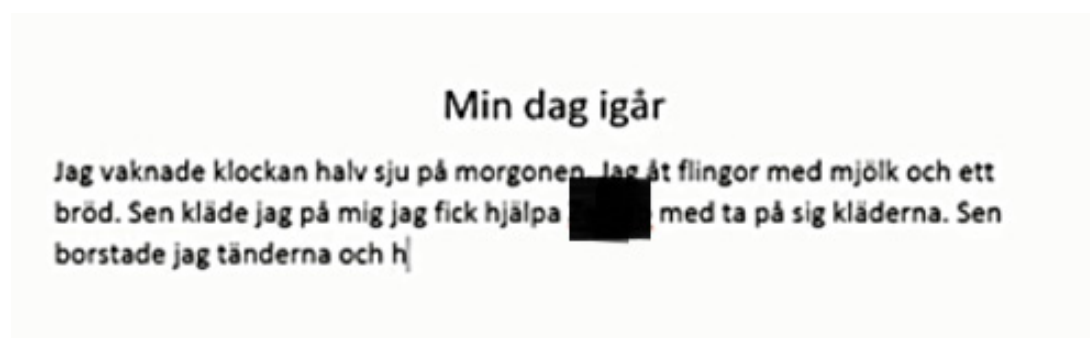 Min dag igår
Jag vaknade klockan halv sju på morgonen. Jag åt flingor med mjölk och ett
bröd. Sen kläde jag på mig jag fick hjälpa med ta på sig kläderna. Sen
borstade jag tänderna och h